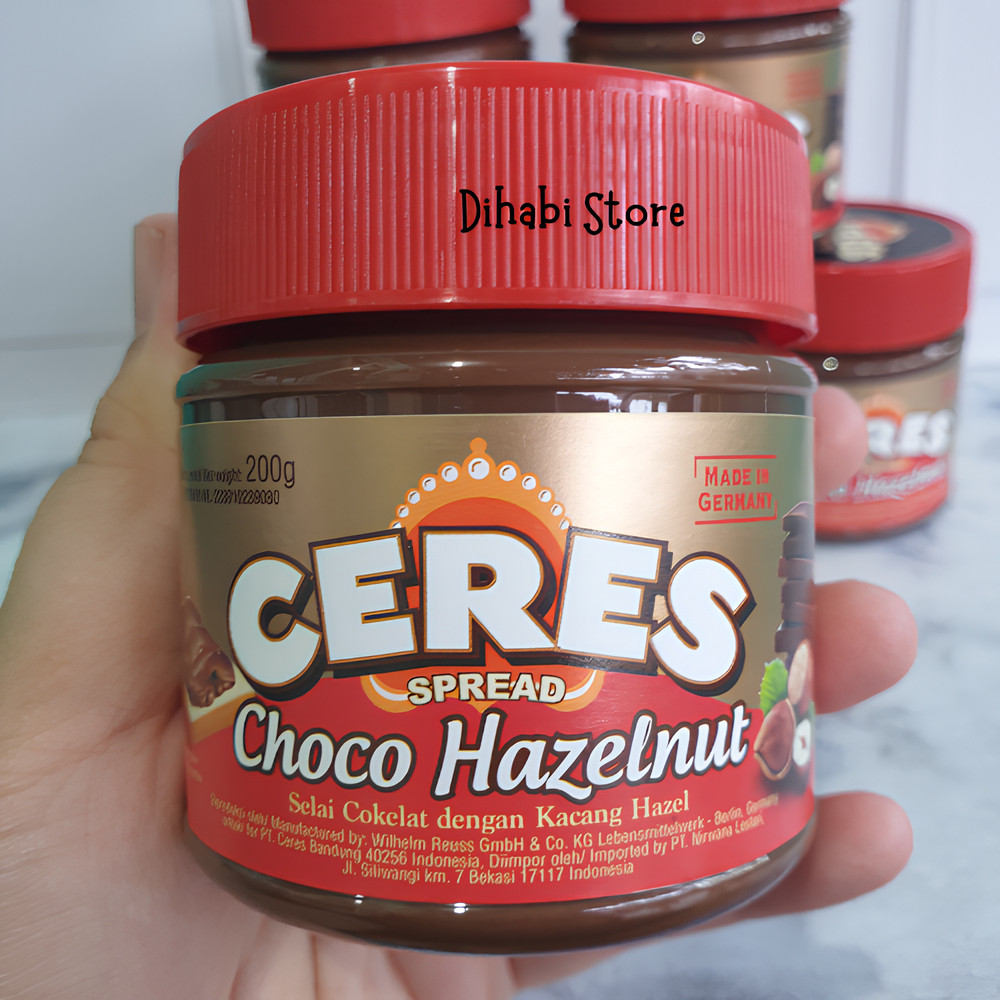 Dihabi Store
200g
MADE IN
GERMANY
CERES
SPREAD
Choco Hazelnut
Selai Cokelat dengan Kacang Hazel
Manufactured by: Wilhelm Reuss GmbH & Co. KG Lebensmittelwerk - Berlin, Germany
for PT. Ceres Bandung 40256 Indonesia, Diimpor oleh/ Imported by PT. Nirwana Lestari,
Jl. Siliwangi km. 7 Bekasi 17117 Indonesia
RES